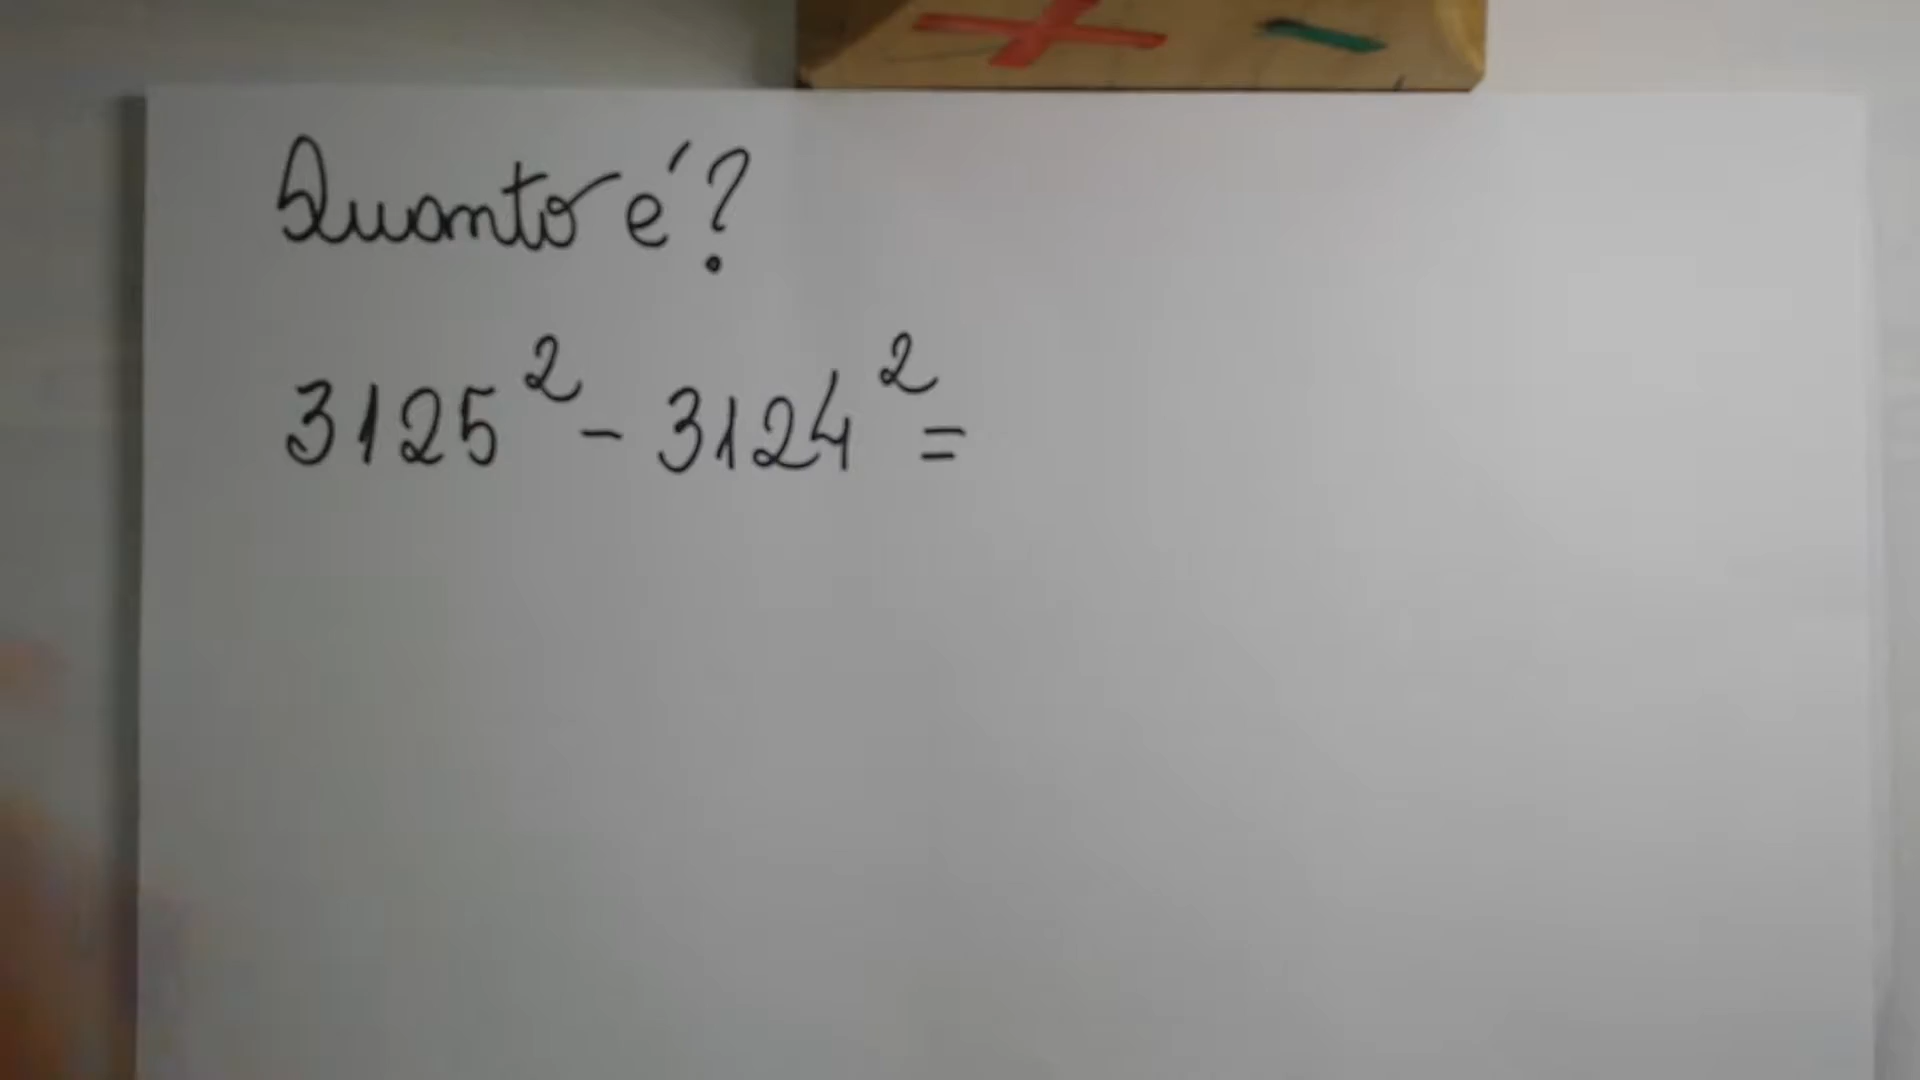 Quanto é?
3125² - 3124² =